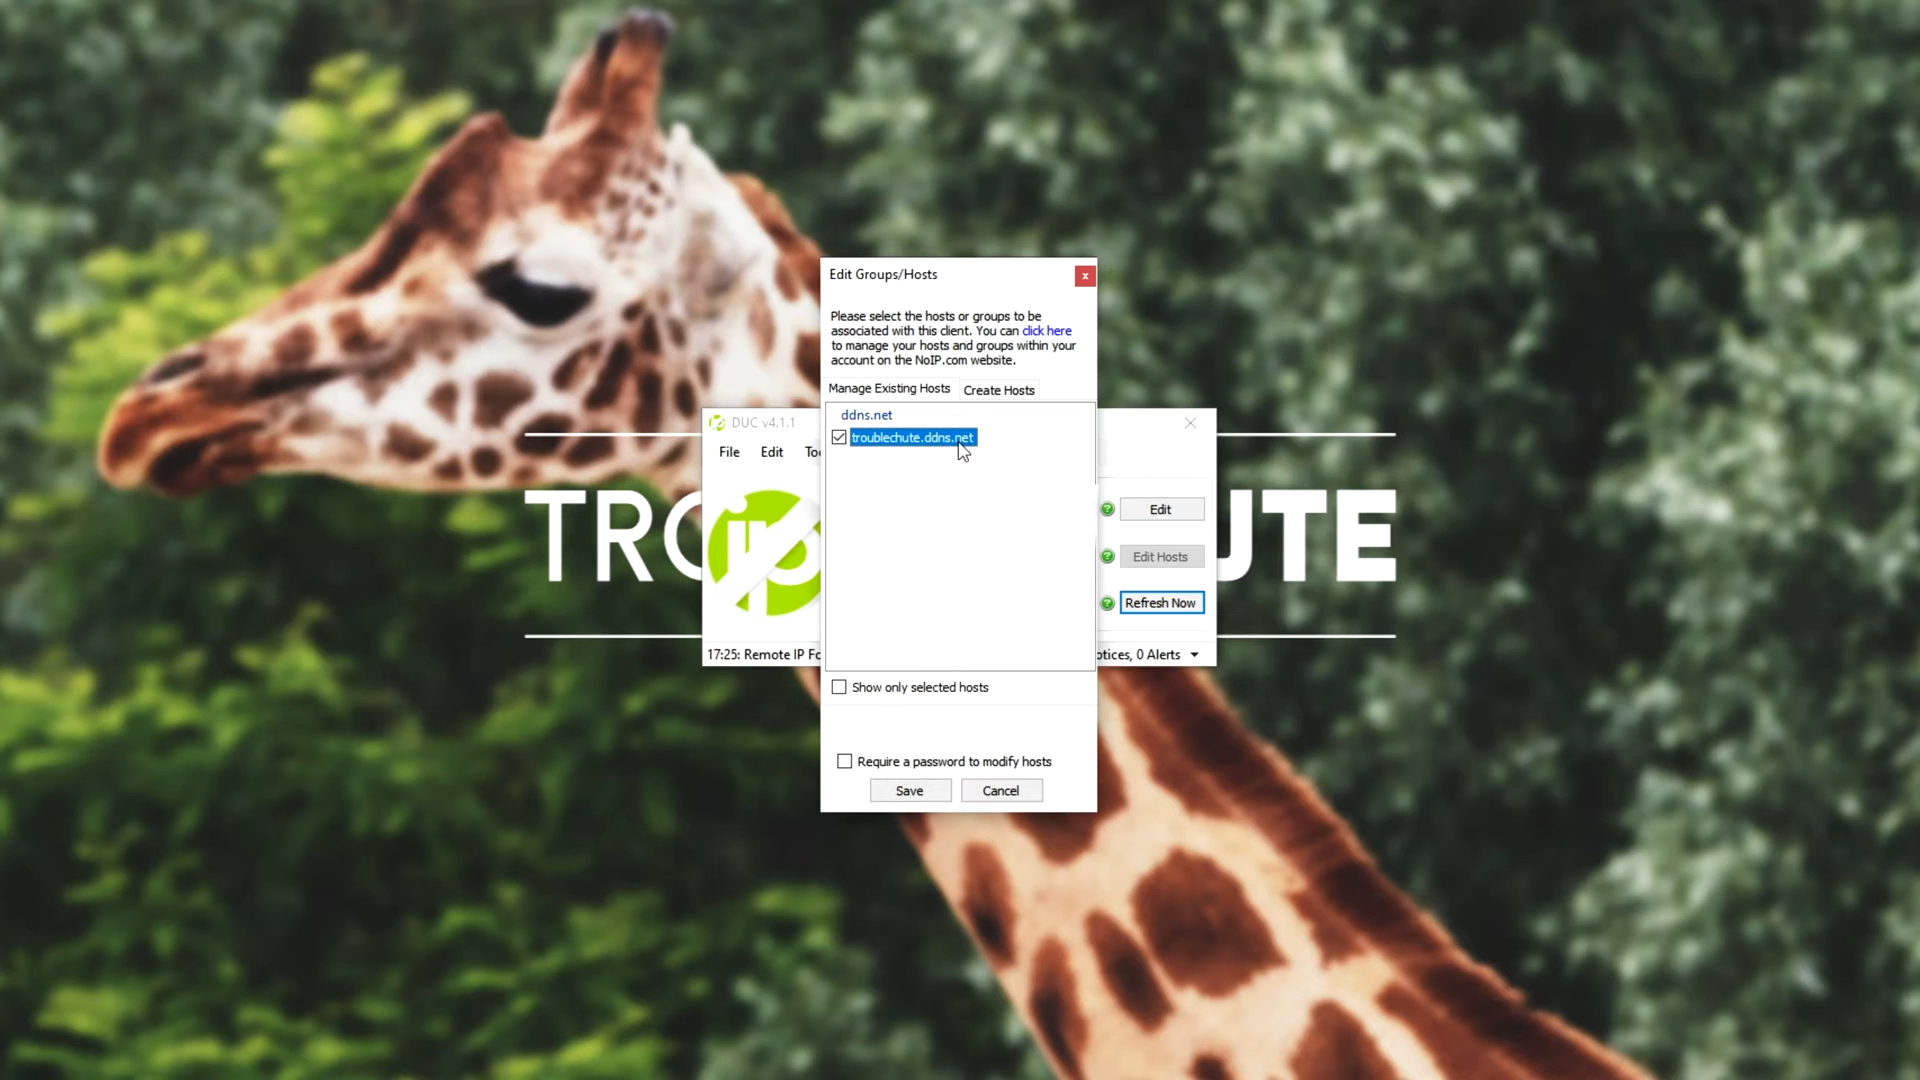 Edit Groups/Hosts
x
Please select the hosts or groups to be
associated with this client. You can click here
to manage your hosts and groups within your
account on the NoIP.com website.
Manage Existing Hosts Create Hosts
ddns.net
troublechute.ddns.net
Show only selected hosts
Require a password to modify hosts
Save Cancel
DUC v4.1.1
File Edit
ip
? Edit
? Edit Hosts
? Refresh Now
17:25: Remote IP
0 Alerts
TRO UTE